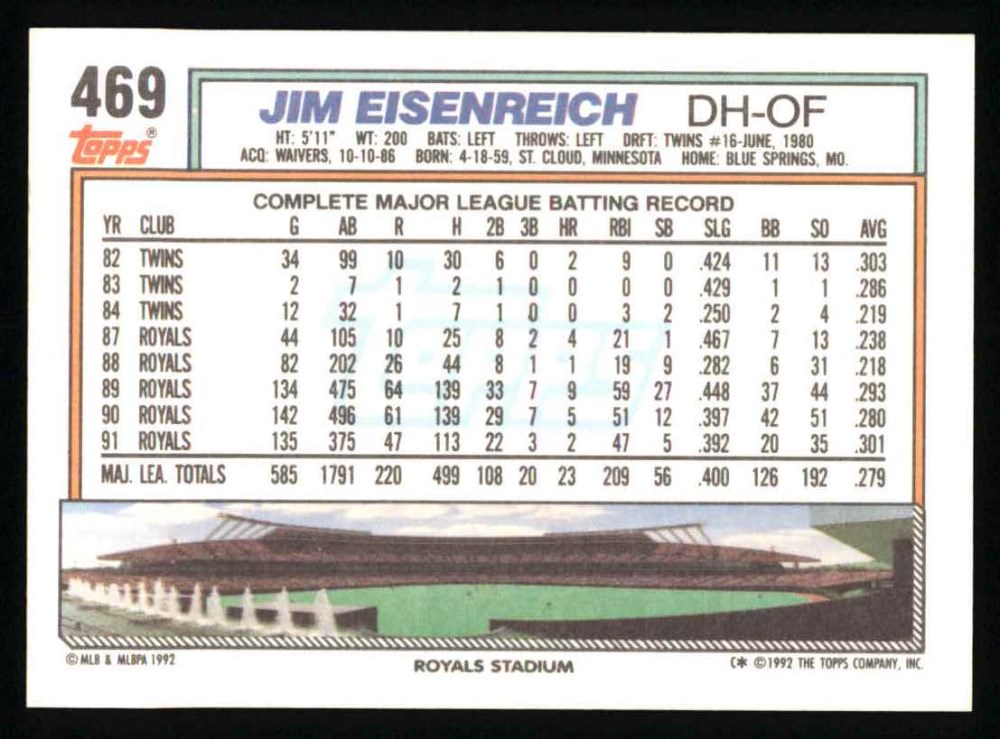 469
topps®
JIM EISENREICH DH-OF
HT: 5'11" WT: 200 BATS: LEFT THROWS: LEFT DRFT: TWINS #16-JUNE, 1980
ACQ: WAIVERS, 10-10-86 BORN: 4-18-59, ST. CLOUD, MINNESOTA HOME: BLUE SPRINGS, MO.
COMPLETE MAJOR LEAGUE BATTING RECORD
YR CLUB G AB R H 2B 3B HR RBI SB SLG BB SO AVG
82 TWINS 34 99 10 30 6 0 2 9 0 .424 11 13 .303
83 TWINS 2 7 1 2 1 0 0 0 0 .429 1 1 .286
84 TWINS 12 32 1 7 1 0 0 3 2 .250 2 4 .219
87 ROYALS 44 105 10 25 8 2 4 21 1 .467 7 13 .238
88 ROYALS 82 202 26 44 8 1 1 19 9 .282 6 31 .218
89 ROYALS 134 475 64 139 33 7 9 59 27 .448 37 44 .293
90 ROYALS 142 496 61 139 29 7 5 51 12 .397 42 51 .280
91 ROYALS 135 375 47 113 22 3 2 47 5 .392 20 35 .301
MAJ. LEA. TOTALS 585 1791 220 499 108 20 23 209 56 .400 126 192 .279
topps
© MLB & MLBPA 1992
ROYALS STADIUM
C* ©1992 THE TOPPS COMPANY, INC.